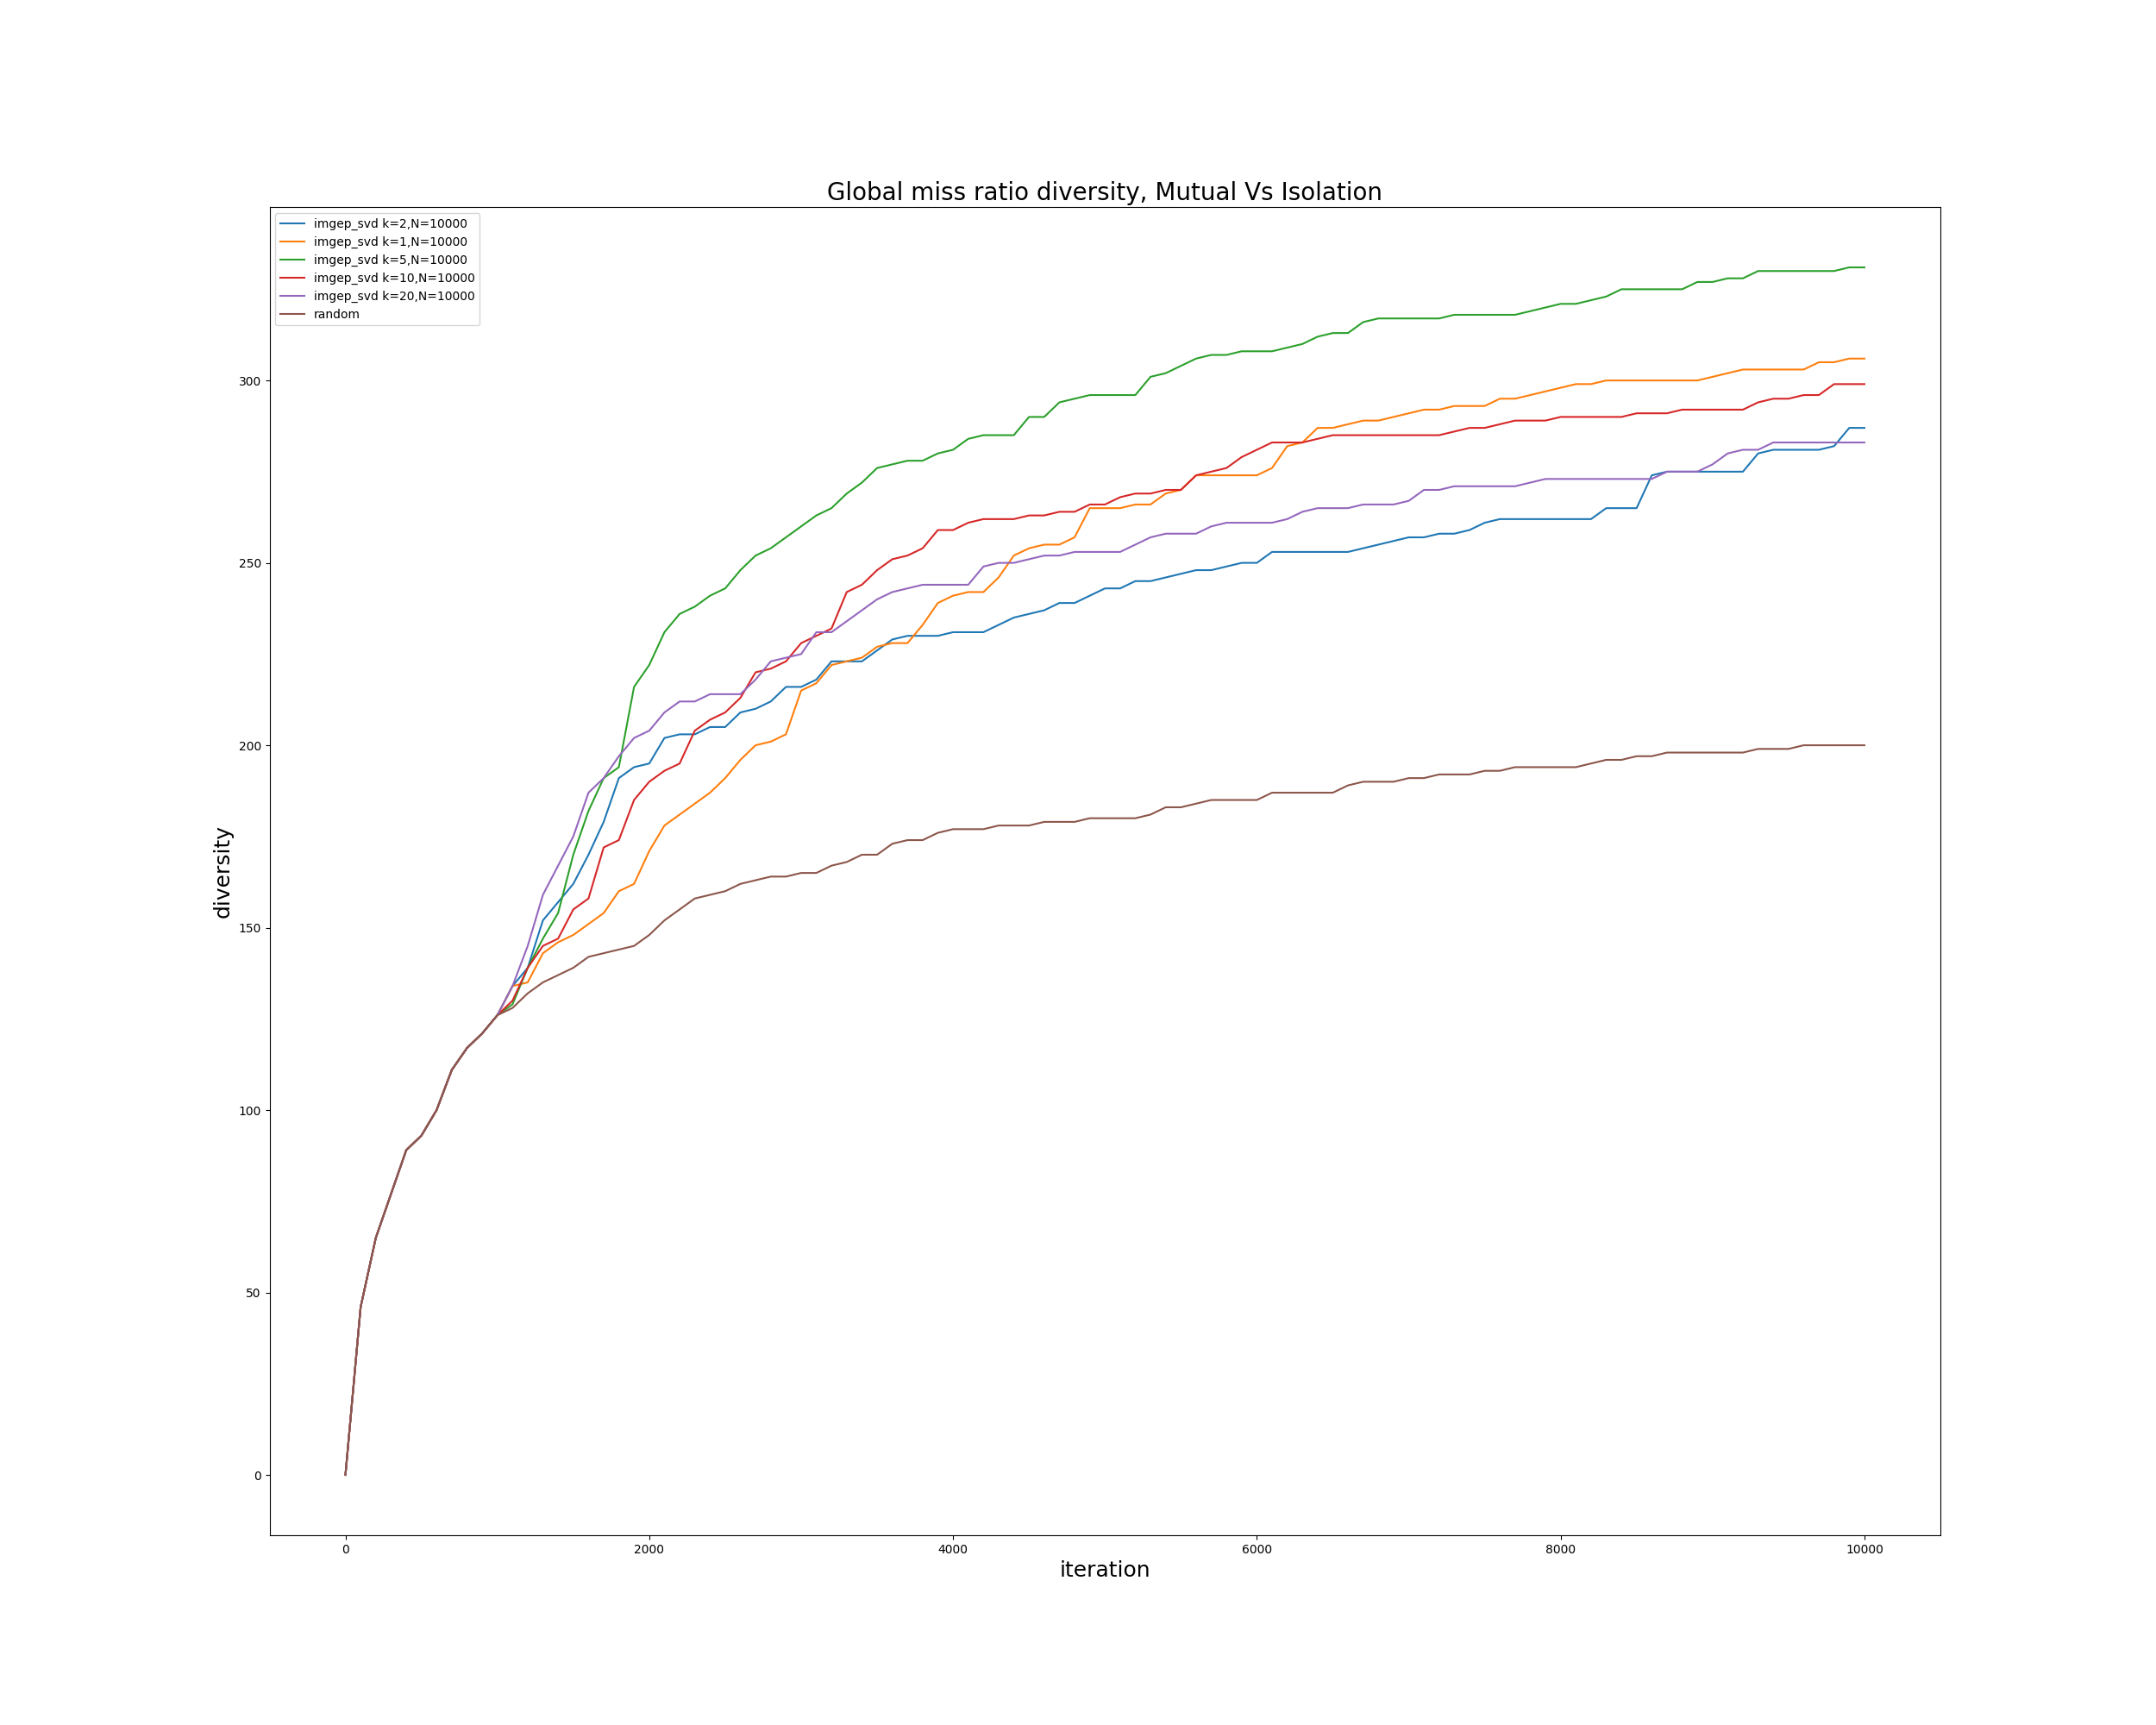 Global miss ratio diversity, Mutual Vs Isolation
imgep_svd k=2,N=10000
imgep_svd k=1,N=10000
imgep_svd k=5,N=10000
imgep_svd k=10,N=10000
imgep_svd k=20,N=10000
random
300
250
200
150
100
50
0
diversity
0 2000 4000 6000 8000 10000
iteration